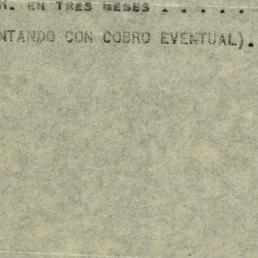 N. EN TRES MESES . . . . . .
NTANDO CON COBRO EVENTUAL).